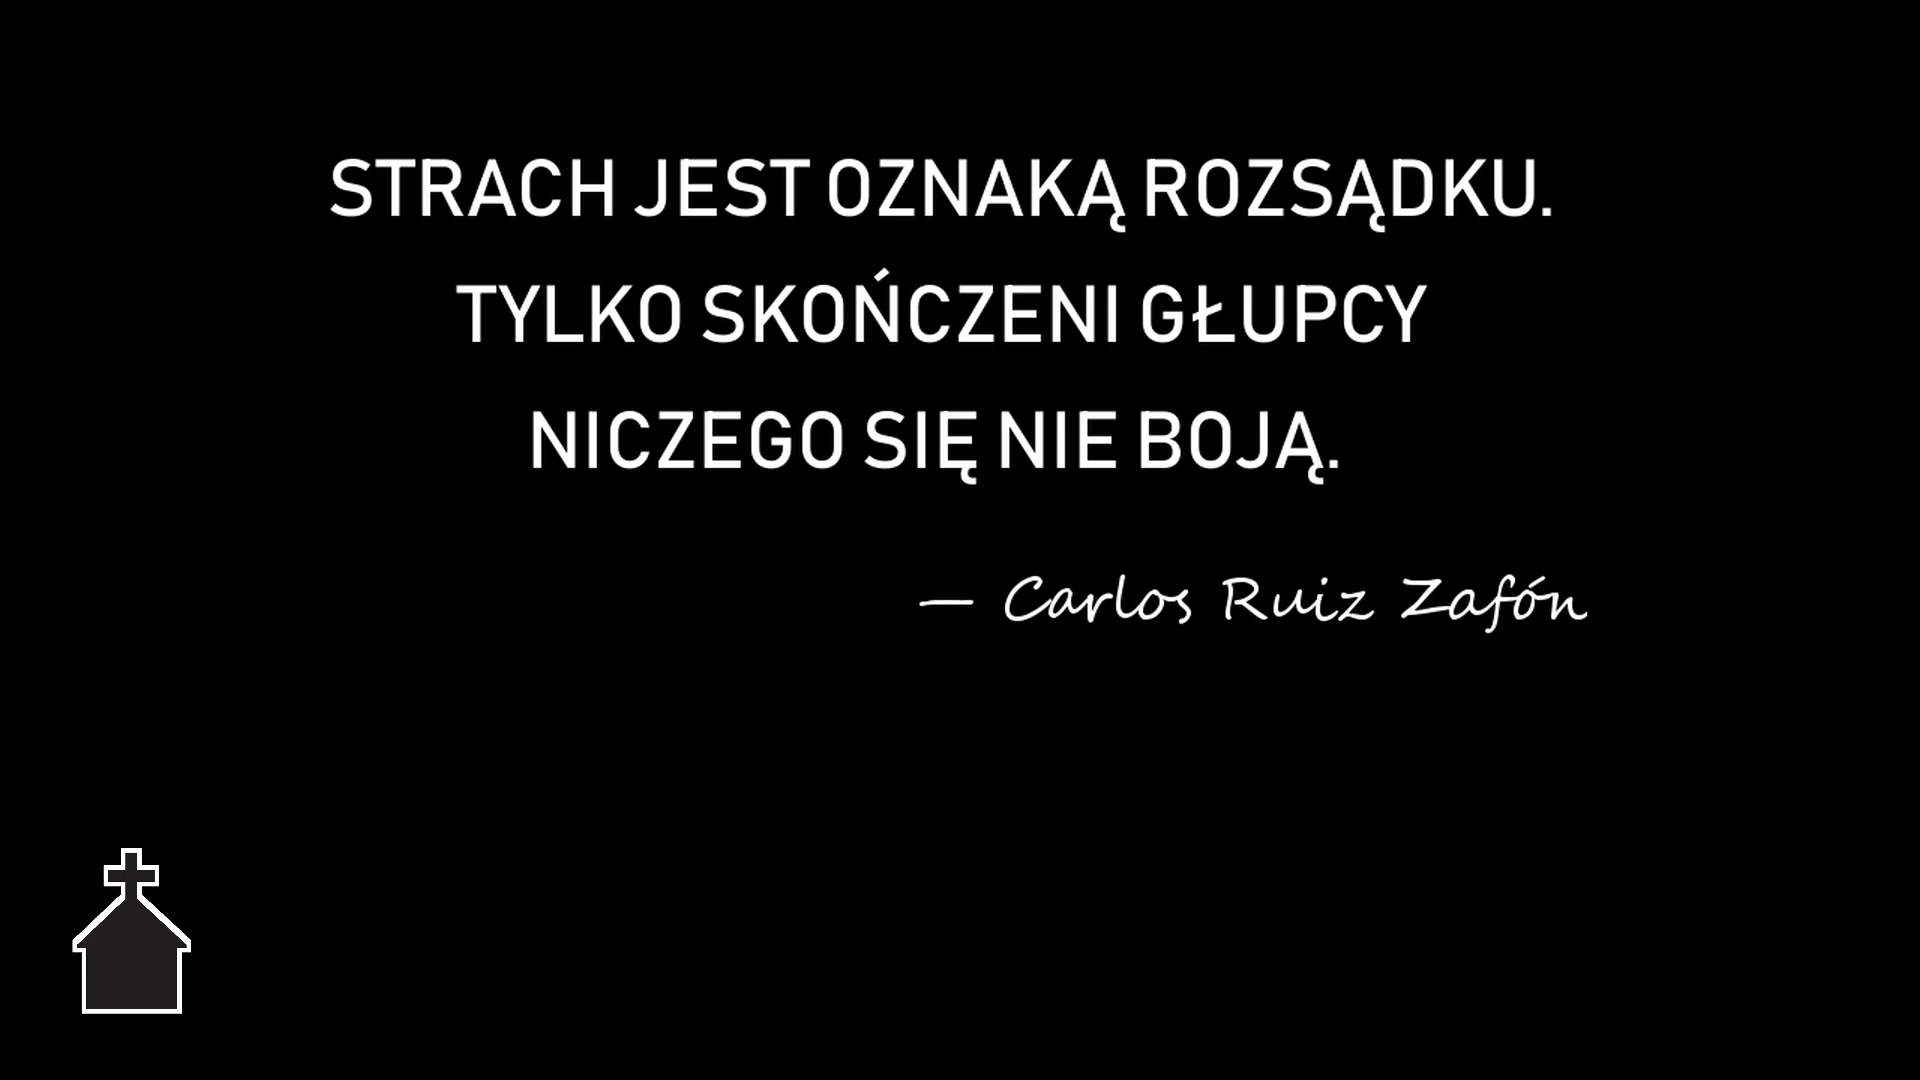 STRACH JEST OZNAKĄ ROZSĄDKU.
TYLKO SKOŃCZENI GŁUPCY
NICZEGO SIĘ NIE BOJĄ.
— Carlos Ruiz Zafón